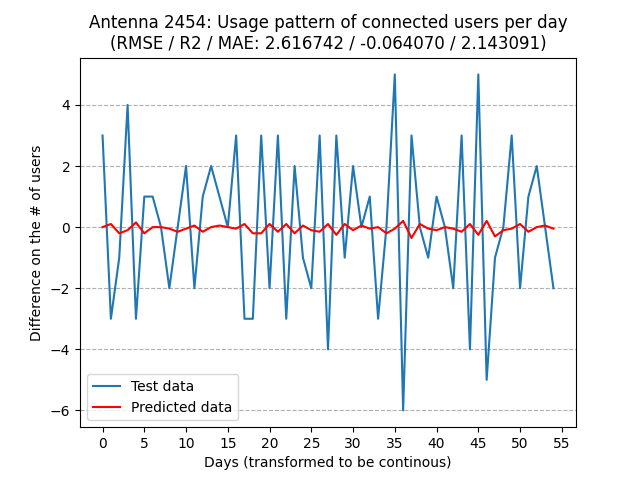 Antenna 2454: Usage pattern of connected users per day
(RMSE / R2 / MAE: 2.616742 / -0.064070 / 2.143091)
Difference on the # of users
4
2
0
−2
−4
−6
Test data
Predicted data
0 5 10 15 20 25 30 35 40 45 50 55
Days (transformed to be continous)